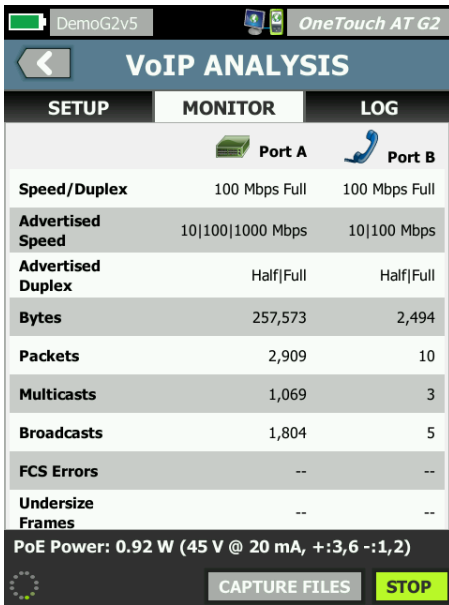 DemoG2v5 OneTouch AT G2
VoIP ANALYSIS
SETUP MONITOR LOG
Port A Port B
Speed/Duplex 100 Mbps Full 100 Mbps Full
Advertised
Speed 10|100|1000 Mbps 10|100 Mbps
Advertised
Duplex Half|Full Half|Full
Bytes 257,573 2,494
Packets 2,909 10
Multicasts 1,069 3
Broadcasts 1,804 5
FCS Errors -- --
Undersize
Frames -- --
PoE Power: 0.92 W (45 V @ 20 mA, +:3,6 -:1,2)
CAPTURE FILES STOP